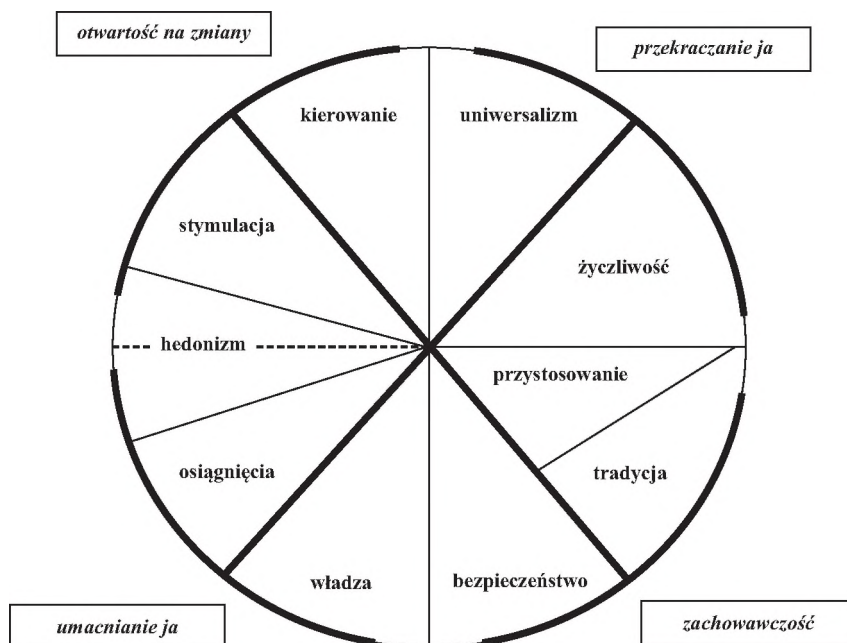 otwartość na zmiany
przekraczanie ja
kierowanie
uniwersalizm
stymulacja
życzliwość
hedonizm
przystosowanie
osiągnięcia
tradycja
władza
bezpieczeństwo
umacnianie ja
zachowawczość